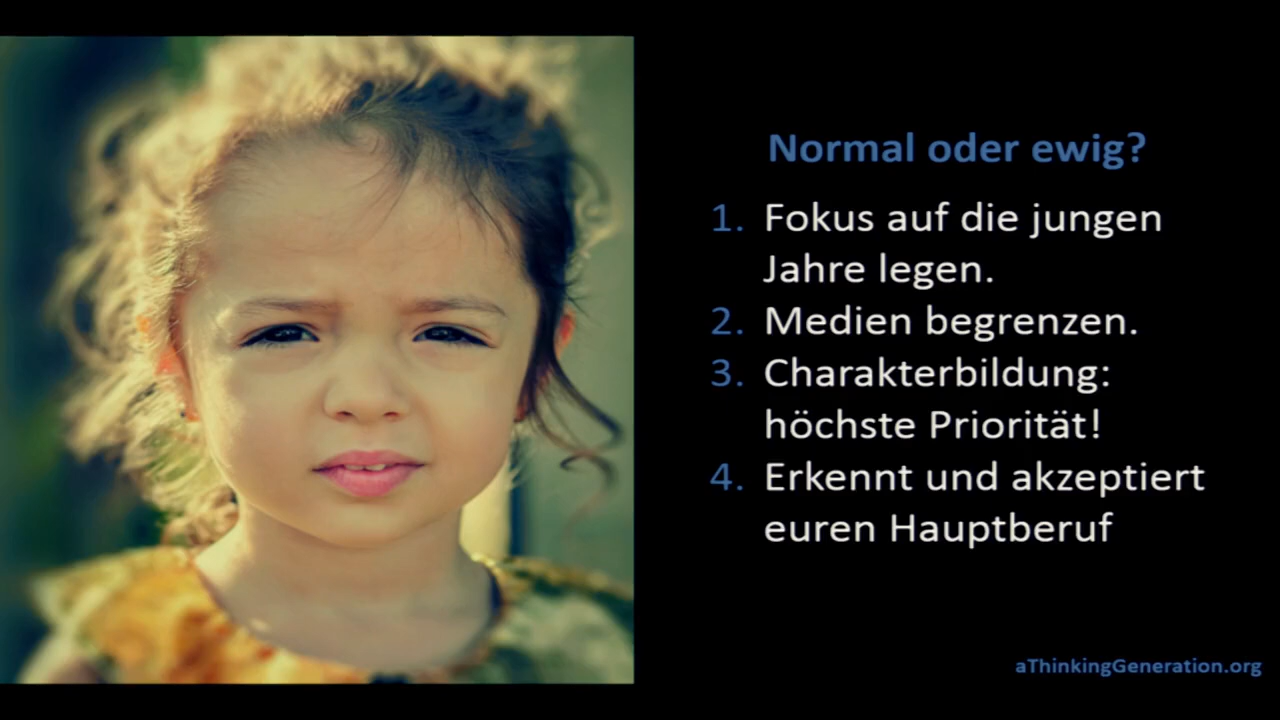 Normal oder ewig?
1. Fokus auf die jungen
Jahre legen.
2. Medien begrenzen.
3. Charakterbildung:
höchste Priorität!
4. Erkennt und akzeptiert
euren Hauptberuf
aThinkingGeneration.org